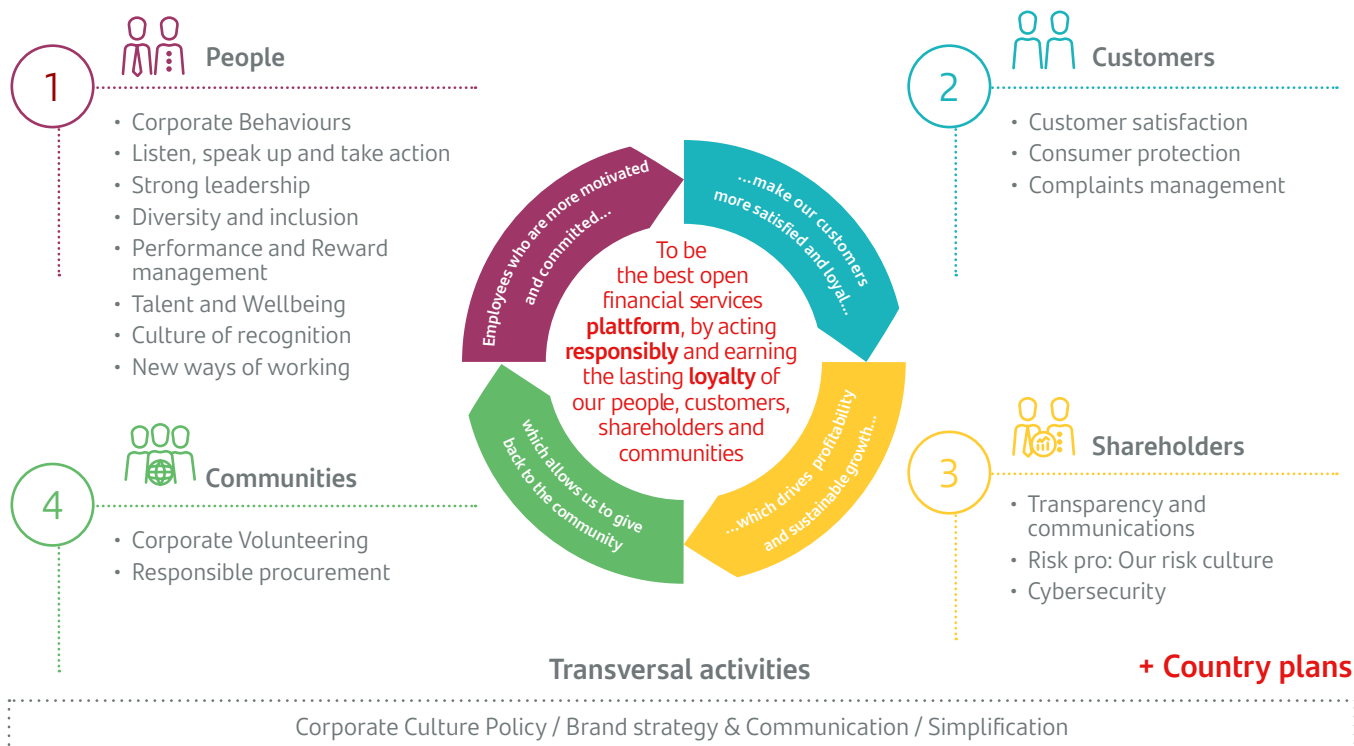 1
People
• Corporate Behaviours
• Listen, speak up and take action
• Strong leadership
• Diversity and inclusion
• Performance and Reward
management
• Talent and Wellbeing
• Culture of recognition
• New ways of working
2
Customers
• Customer satisfaction
• Consumer protection
• Complaints management
Employees who are more motivated
and committed...
...make our customers
more satisfied and loyal...
...which drives profitability
and sustainable growth...
which allows us to give
back to the community
To be
the best open
financial services
plattform, by acting
responsibly and earning
the lasting loyalty of
our people, customers,
shareholders and
communities
3
Shareholders
• Transparency and
communications
• Risk pro: Our risk culture
• Cybersecurity
4
Communities
• Corporate Volunteering
• Responsible procurement
Transversal activities
+ Country plans
Corporate Culture Policy / Brand strategy & Communication / Simplification